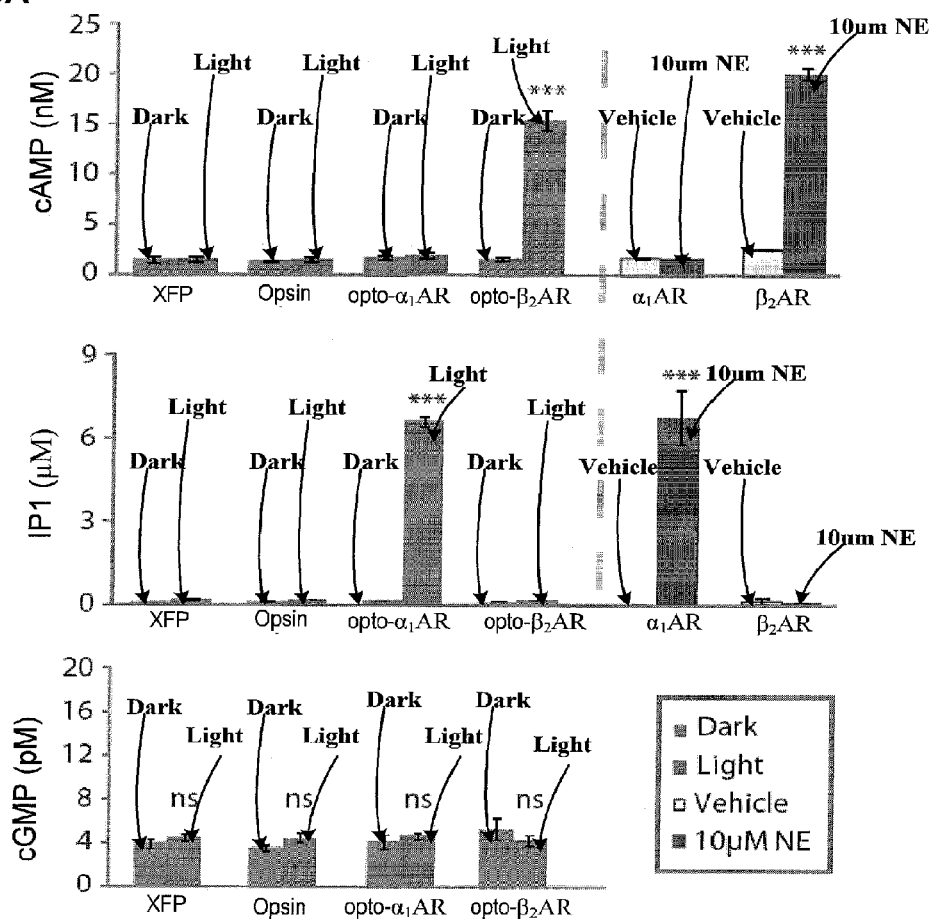 25
10um NE
Light
***
Light Light Light 10um NE
20
***
cAMP (nM)
15
Dark Dark Dark Dark Vehicle Vehicle
10
5
0
XFP Opsin opto-α₁AR opto-β₂AR α₁AR β₂AR
9
*** Light *** 10um NE
Light Light Light
IP1 (μM)
6
Dark Dark Dark Dark Vehicle Vehicle
3
10um NE
0
XFP Opsin opto-α₁AR opto-β₂AR α₁AR β₂AR
20
16
Dark Dark Dark Dark
cGMP (pM)
12
Light Light Light Light
8
ns ns ns ns
4
0
XFP Opsin opto-α₁AR opto-β₂AR
Dark
Light
Vehicle
10μM NE